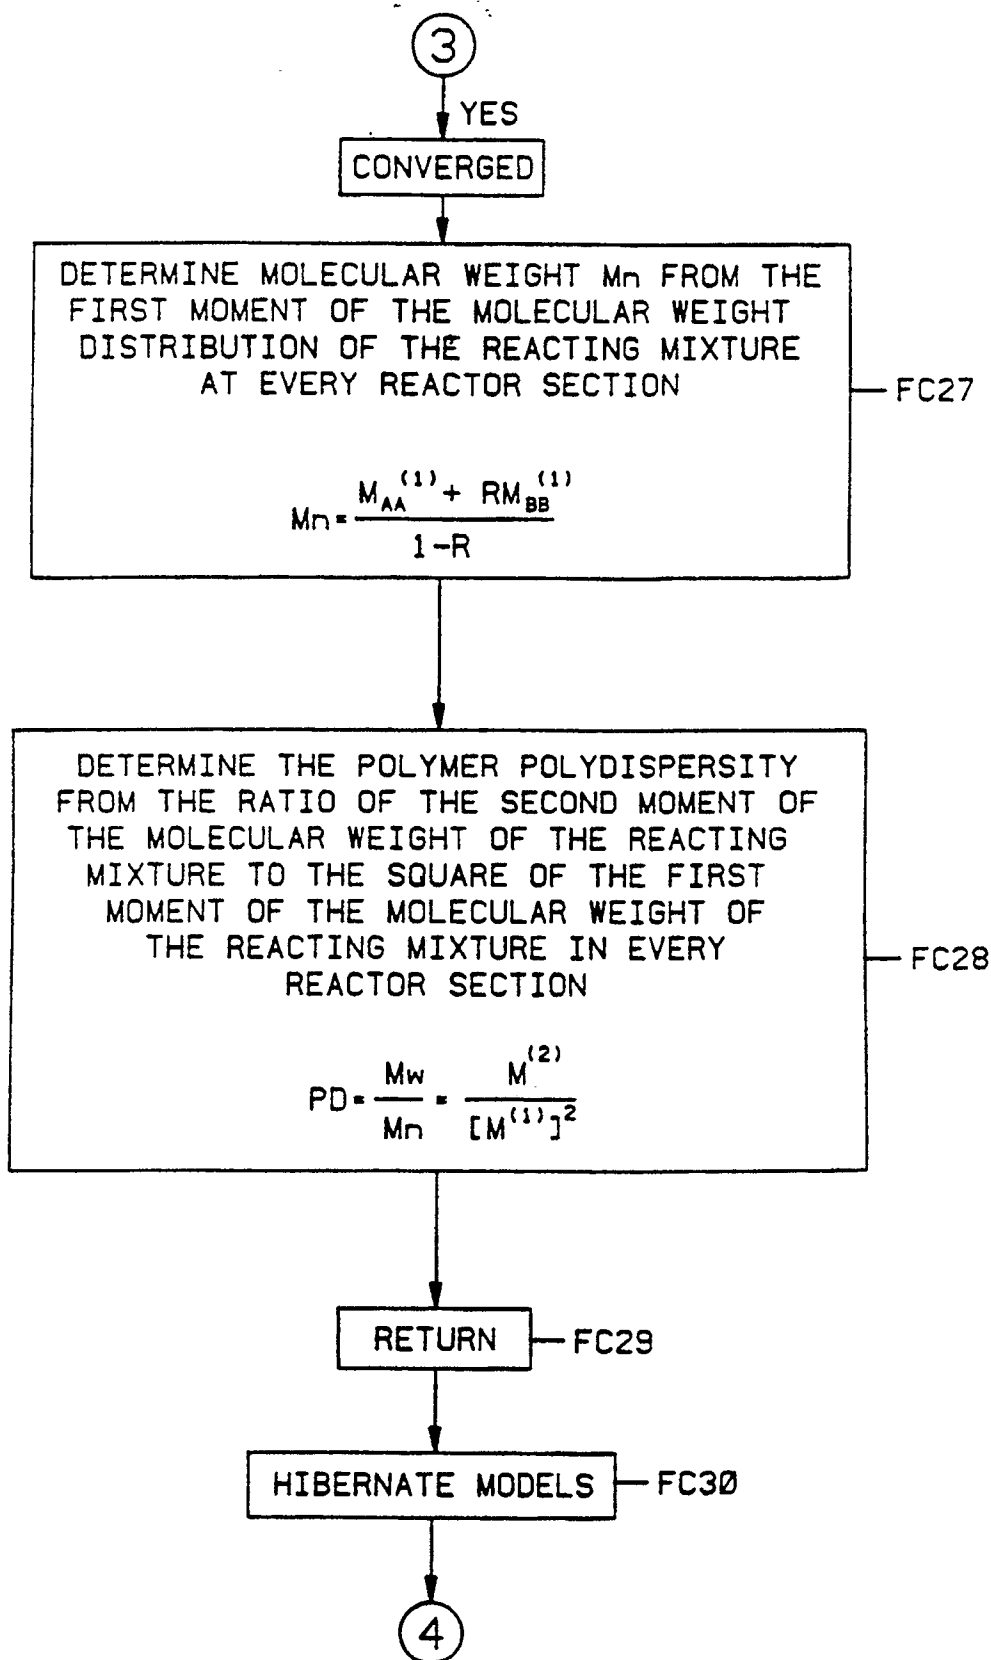 3
YES
CONVERGED
DETERMINE MOLECULAR WEIGHT Mn FROM THE
FIRST MOMENT OF THE MOLECULAR WEIGHT
DISTRIBUTION OF THE REACTING MIXTURE
AT EVERY REACTOR SECTION
FC27
Mn = (M_AA^(1) + RM_BB^(1)) / (1-R)
DETERMINE THE POLYMER POLYDISPERSITY
FROM THE RATIO OF THE SECOND MOMENT OF
THE MOLECULAR WEIGHT OF THE REACTING
MIXTURE TO THE SQUARE OF THE FIRST
MOMENT OF THE MOLECULAR WEIGHT OF
THE REACTING MIXTURE IN EVERY
REACTOR SECTION
FC28
PD = Mw / Mn = M^(2) / [M^(1)]^2
RETURN
FC29
HIBERNATE MODELS
FC30
4